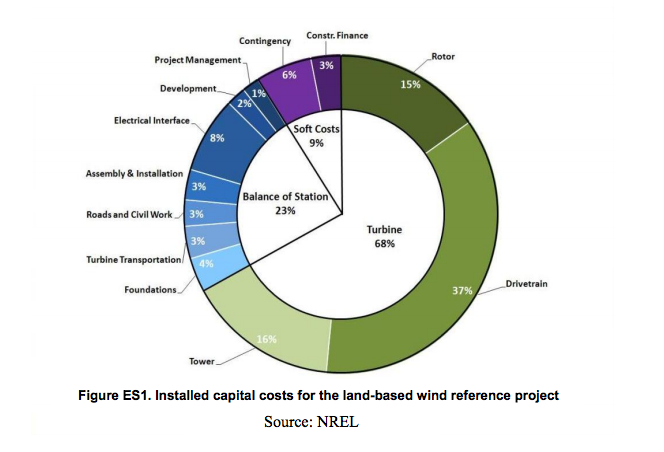 Constr. Finance
Contingency
3%
Rotor
Project Management
6%
15%
Development
1%
2%
Electrical Interface
8%
Soft Costs
9%
Assembly & Installation
3%
Balance of Station
23%
Roads and Civil Work
3%
Turbine
68%
Turbine Transportation
3%
4%
Foundations
Drivetrain
37%
16%
Tower
Figure ES1. Installed capital costs for the land-based wind reference project
Source: NREL